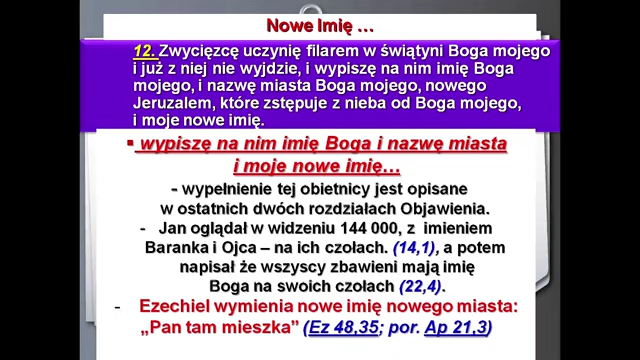 Nowe Imię ...
12. Zwycięzcę uczynię filarem w świątyni Boga mojego
i już z niej nie wyjdzie, i wypiszę na nim imię Boga
mojego, i nazwę miasta Boga mojego, nowego
Jeruzalem, które zstępuje z nieba od Boga mojego,
i moje nowe imię.
▪ wypiszę na nim imię Boga i nazwę miasta
i moje nowe imię...
- wypełnienie tej obietnicy jest opisane
w ostatnich dwóch rozdziałach Objawienia.
- Jan oglądał w widzeniu 144 000, z imieniem
Baranka i Ojca – na ich czołach. (14,1), a potem
napisał że wszyscy zbawieni mają imię
Boga na swoich czołach (22,4).
- Ezechiel wymienia nowe imię nowego miasta:
„Pan tam mieszka” (Ez 48,35; por. Ap 21,3)